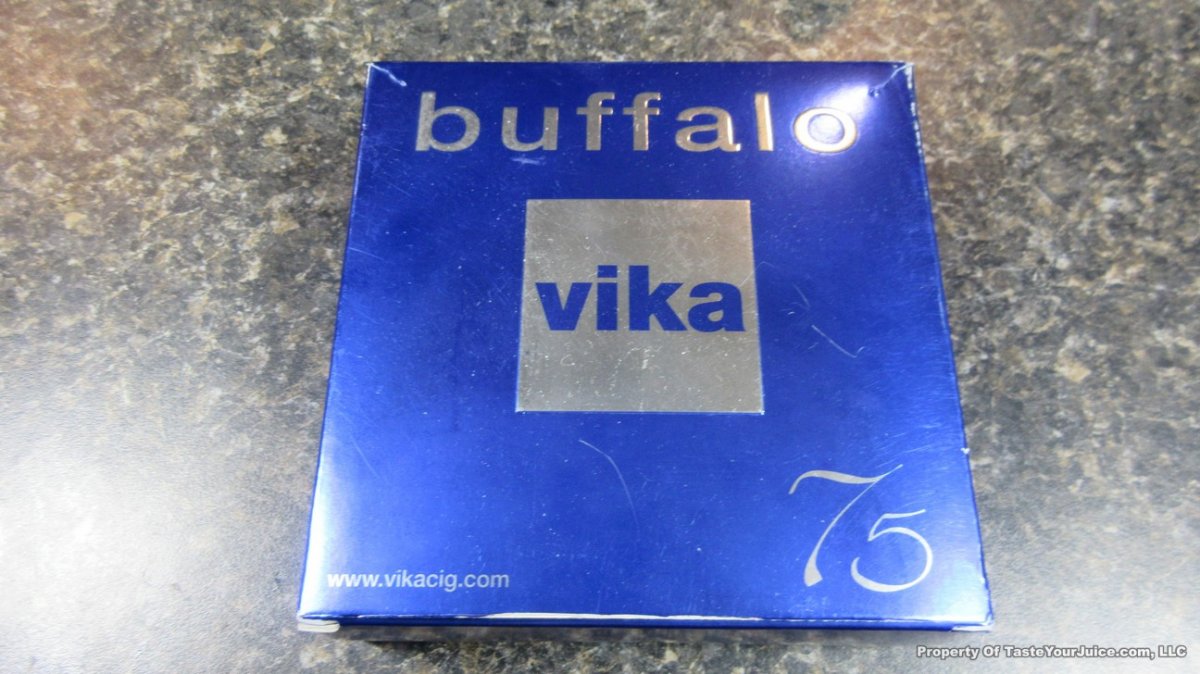 buffalo
vika
75
www.vikacig.com
Property Of TasteYourJuice.com, LLC